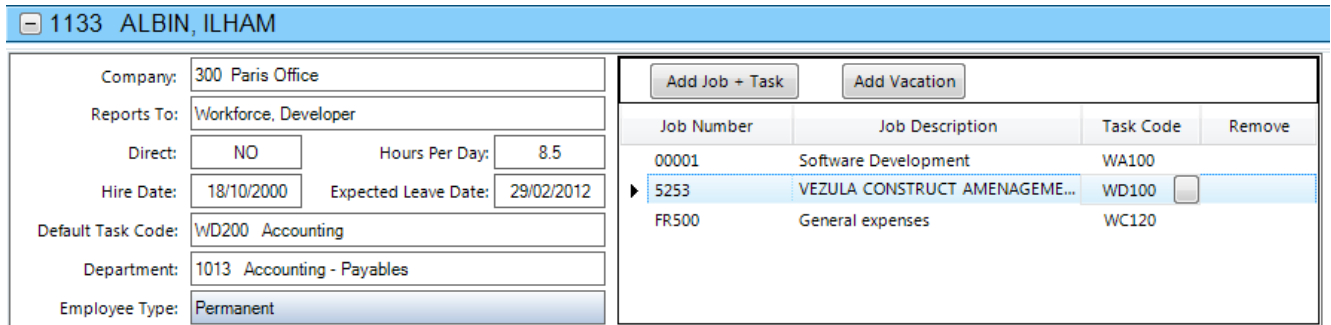 1133 ALBIN, ILHAM
Company: 300 Paris Office
Reports To: Workforce, Developer
Direct: NO Hours Per Day: 8.5
Hire Date: 18/10/2000 Expected Leave Date: 29/02/2012
Default Task Code: WD200 Accounting
Department: 1013 Accounting - Payables
Employee Type: Permanent
Add Job + Task Add Vacation
Job Number Job Description Task Code Remove
00001 Software Development WA100
5253 VEZULA CONSTRUCT AMENAGEME... WD100
FR500 General expenses WC120